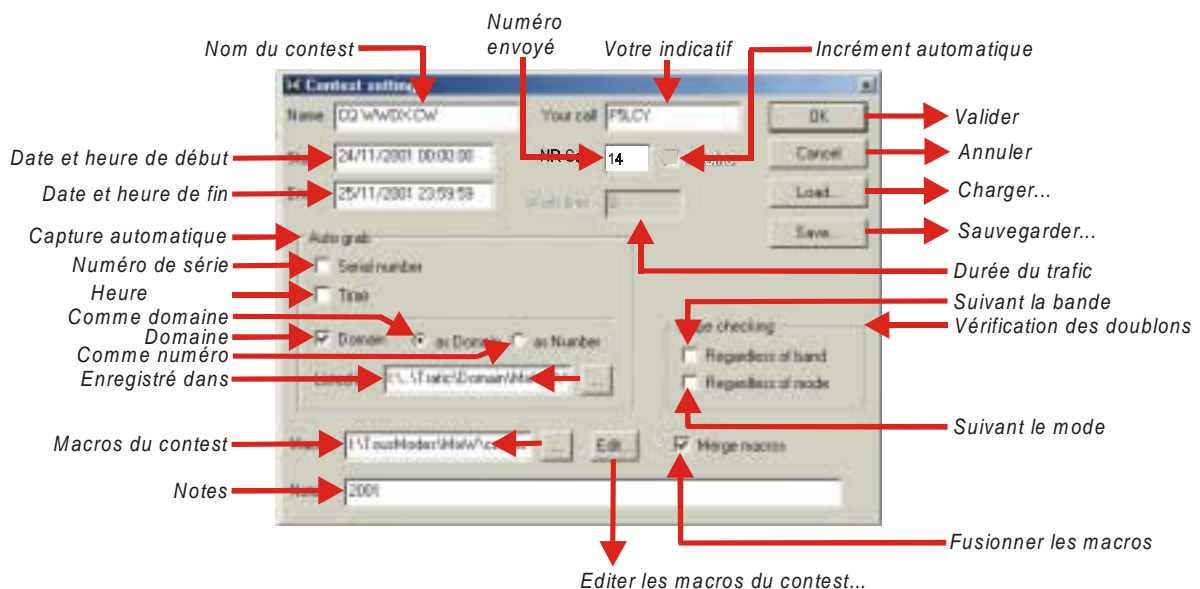 Numéro
envoyé
Nom du contest
Votre indicatif
Incrément automatique
Contest setting
Name CQ WWDX CW Your call F5LCY OK
Valider
Date et heure de début
24/11/2001 00:00:00
14
Cancel
Annuler
Date et heure de fin
25/11/2001 23:59:59
0
Load...
Charger...
Capture automatique
Auto grab
Save...
Sauvegarder...
Numéro de série
Serial number
Durée du trafic
Heure
Time
Suivant la bande
Comme domaine
Vérification des doublons
checking
Domaine
Domain as Domain as Number
Comme numéro
Regardless of band
Enregistré dans
...
Regardless of mode
Suivant le mode
Macros du contest
... Edit... Merge macros
Notes
2001
Fusionner les macros
Editer les macros du contest...